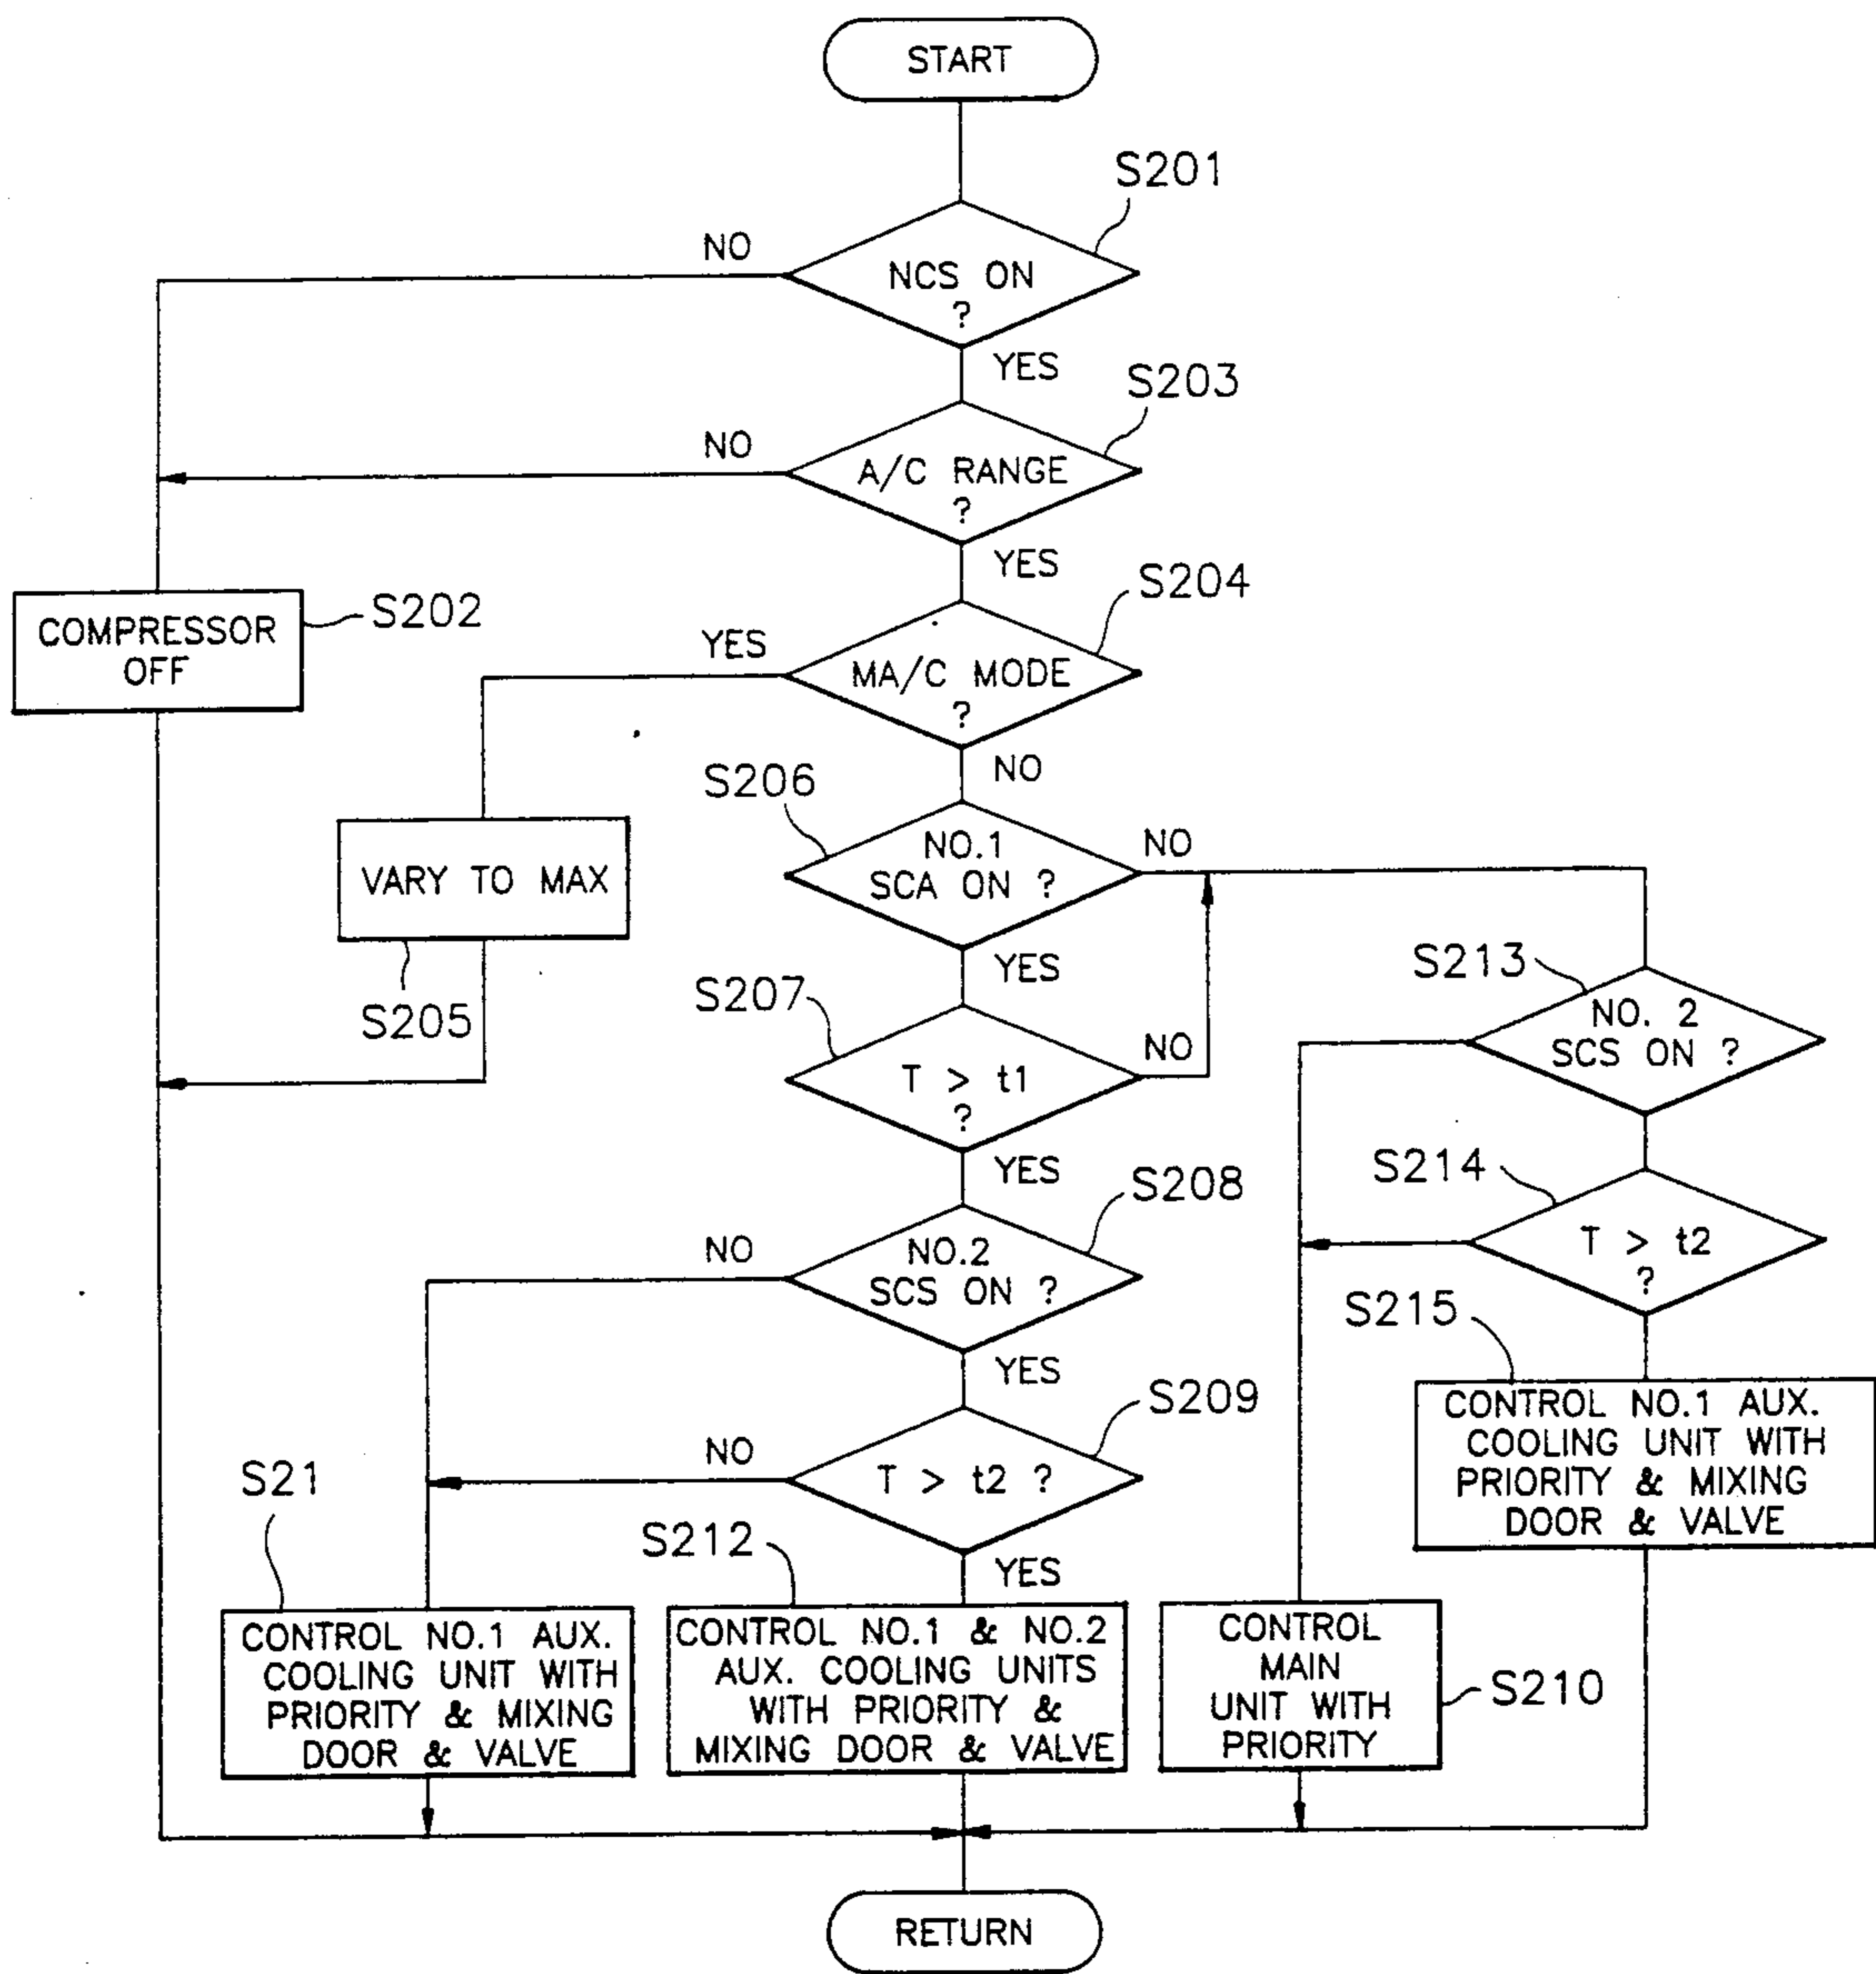 START
S201
NO
NCS ON
?
YES
S203
NO
A/C RANGE
?
YES
S204
COMPRESSOR
OFF
S202
YES
MA/C MODE
?
NO
S206
NO.1
SCA ON ?
NO
VARY TO MAX
S205
YES
S207
T > t1
?
NO
YES
S213
NO. 2
SCS ON ?
S214
T > t2
?
S208
NO
NO.2
SCS ON ?
YES
S209
NO
T > t2 ?
YES
S215
CONTROL NO.1 AUX.
COOLING UNIT WITH
PRIORITY & MIXING
DOOR & VALVE
S21
CONTROL NO.1 AUX.
COOLING UNIT WITH
PRIORITY & MIXING
DOOR & VALVE
S212
CONTROL NO.1 & NO.2
AUX. COOLING UNITS
WITH PRIORITY &
MIXING DOOR & VALVE
CONTROL
MAIN
UNIT WITH
PRIORITY
S210
RETURN